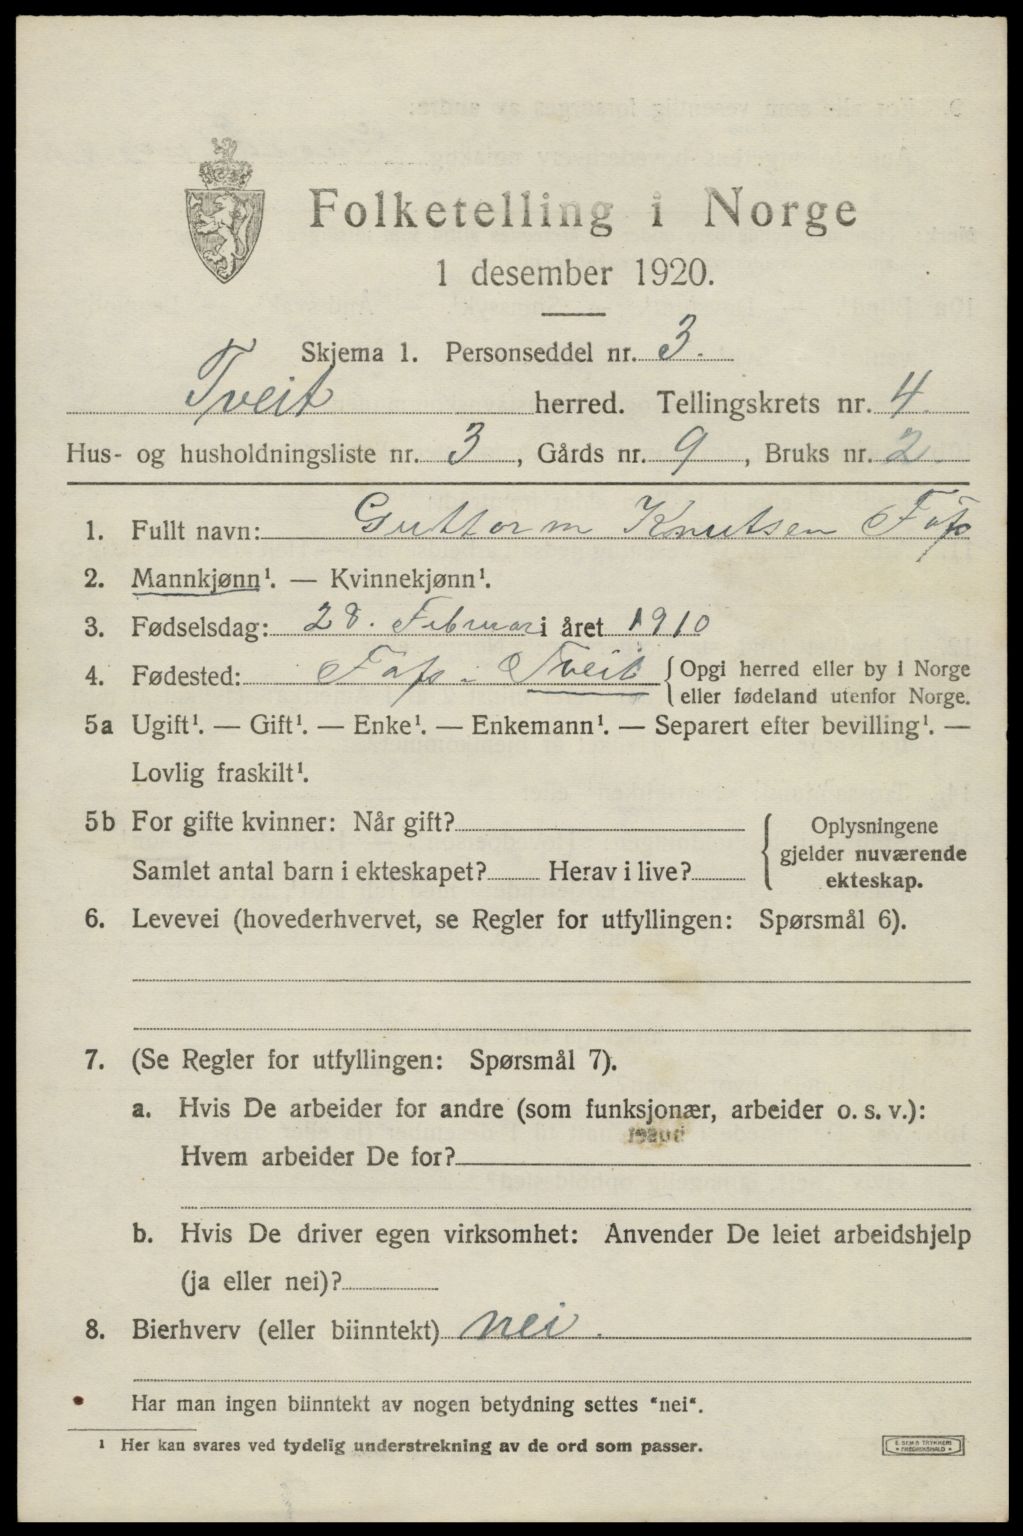 Folketelling i Norge
1 desember 1920.
Skjema 1. Personseddel nr. 3.
Tveit herred. Tellingskrets nr. 4.
Hus- og husholdningsliste nr. 3, Gårds nr. 9, Bruks nr. 2.
1. Fullt navn: Guttorm Knutsen
2. Mannkjønn¹. — Kvinnekjønn¹.
3. Fødselsdag: 28. Februar i året 1910
4. Fødested: Tveit { Opgi herred eller by i Norge
eller fødeland utenfor Norge.
5a Ugift¹. — Gift¹. — Enke¹. — Enkemann¹. — Separert efter bevilling¹. —
Lovlig fraskilt¹.
5b For gifte kvinner: Når gift?
Samlet antal barn i ekteskapet? Herav i live?
{ Oplysningene
gjelder nuværende
ekteskap.
6. Levevei (hovederhvervet, se Regler for utfyllingen: Spørsmål 6).
7. (Se Regler for utfyllingen: Spørsmål 7).
a. Hvis De arbeider for andre (som funksjonær, arbeider o. s. v.):
Hvem arbeider De for?
b. Hvis De driver egen virksomhet: Anvender De leiet arbeidshjelp
(ja eller nei)?
8. Bierhverv (eller biinntekt) nei.
Har man ingen biinntekt av nogen betydning settes "nei".
¹ Her kan svares ved tydelig understrekning av de ord som passer.